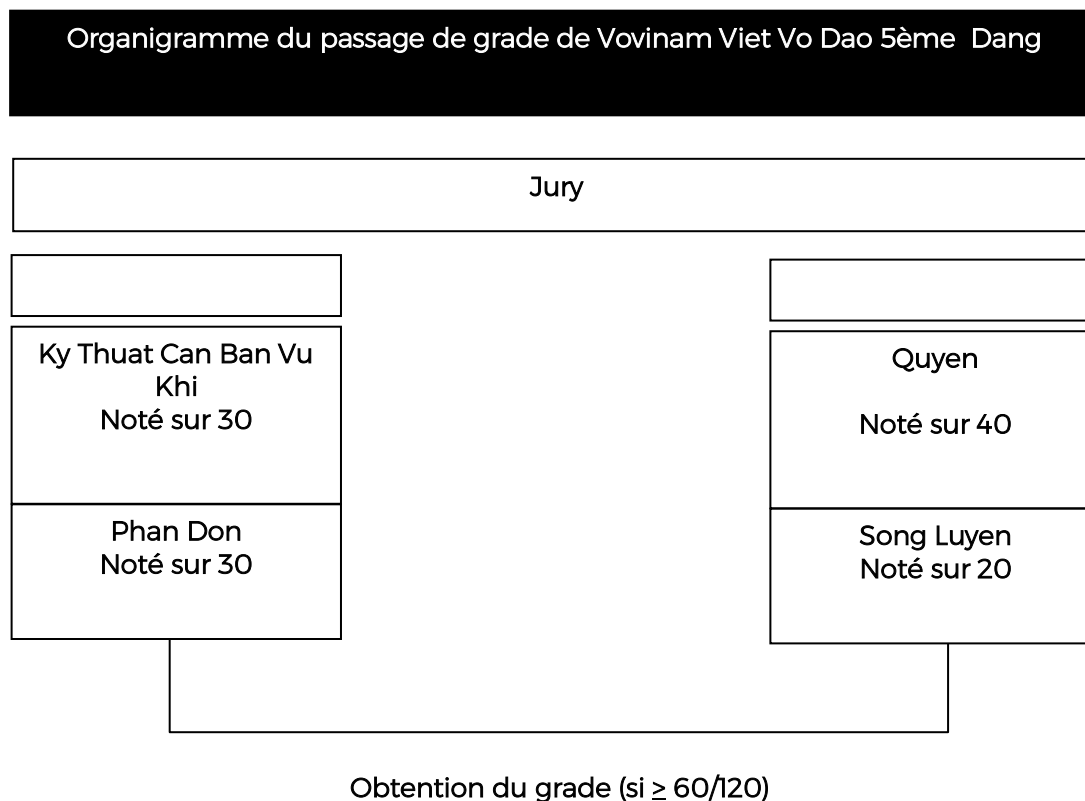 Organigramme du passage de grade de Vovinam Viet Vo Dao 5ème  Dang
Jury
Ky Thuat Can Ban Vu
Khi
Noté sur 30
Phan Don
Noté sur 30
Quyen
Noté sur 40
Song Luyen
Noté sur 20
Obtention du grade (si ≥ 60/120)